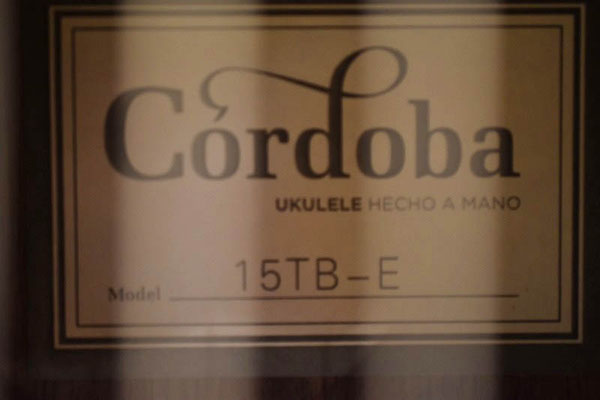 Córdoba
UKULELE HECHO A MANO
Model 15TB-E